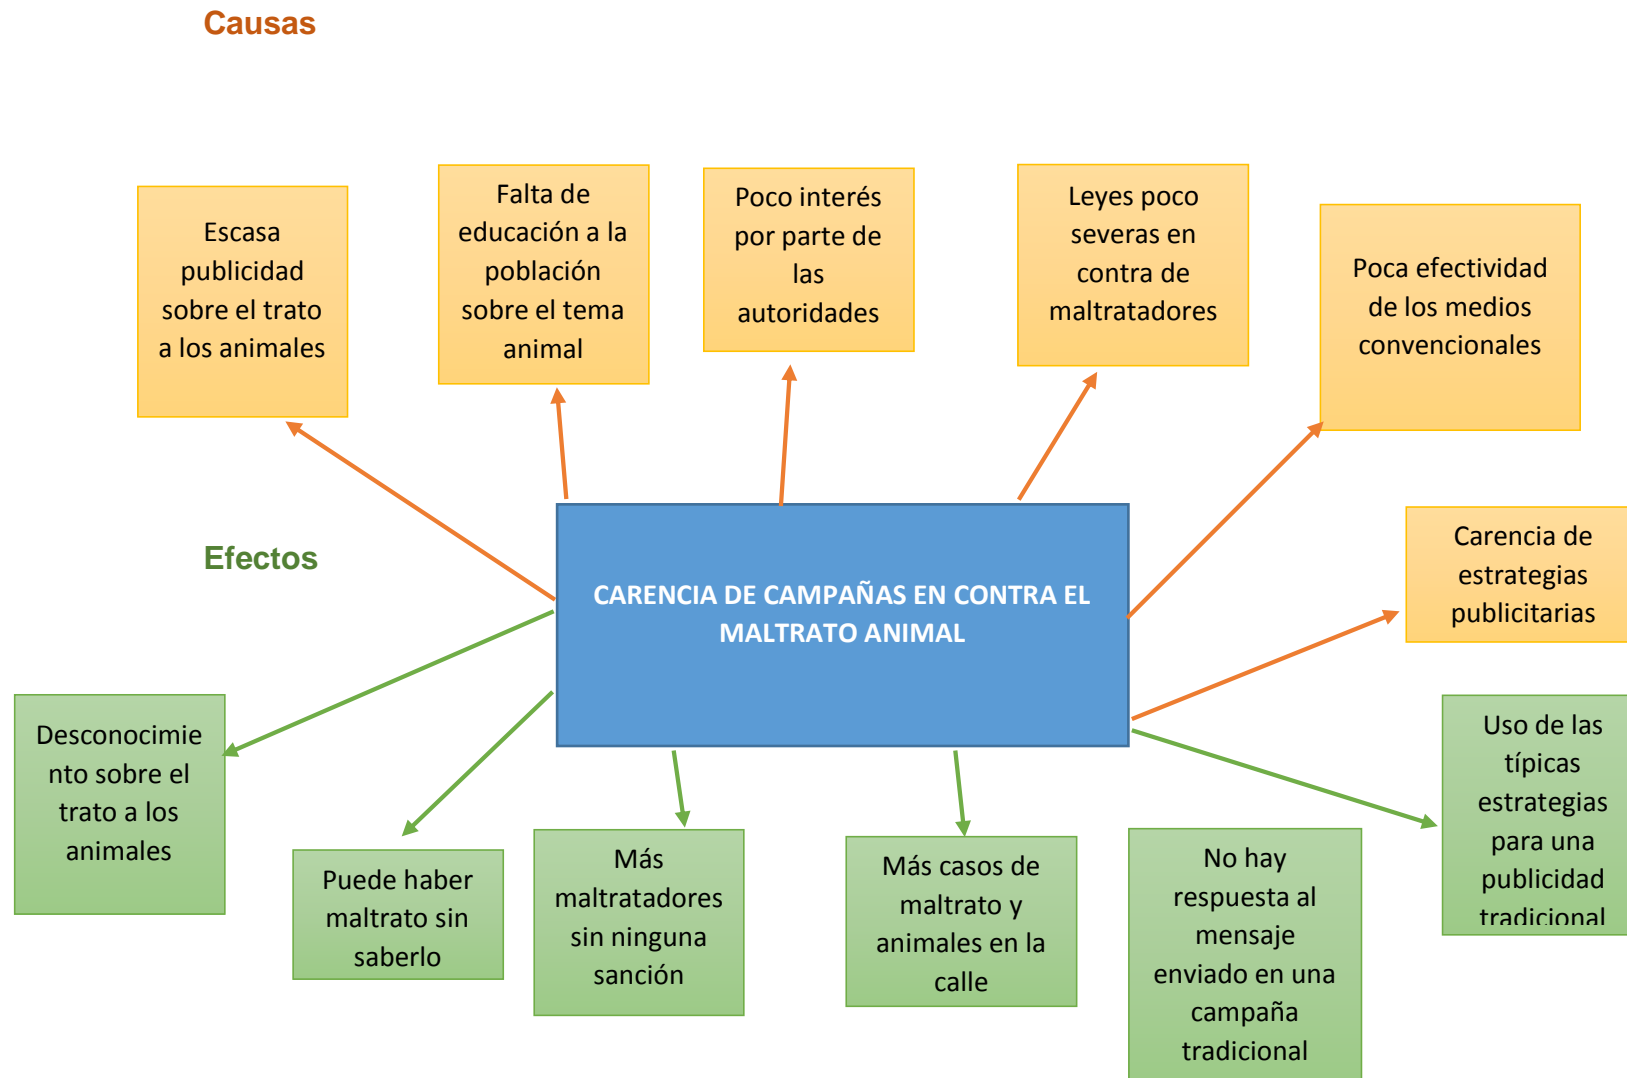 Causas
Escasa
publicidad
sobre el trato
a los animales
Falta de
educación a la
población
sobre el tema
animal
Poco interés
por parte de
las
autoridades
Leyes poco
severas en
contra de
maltratadores
Poca efectividad
de los medios
convencionales
Carencia de
estrategias
publicitarias
Efectos
CARENCIA DE CAMPAÑAS EN CONTRA EL
MALTRATO ANIMAL
Desconocimie
nto sobre el
trato a los
animales
Puede haber
maltrato sin
saberlo
Más
maltratadores
sin ninguna
sanción
Más casos de
maltrato y
animales en la
calle
No hay
respuesta al
mensaje
enviado en una
campaña
tradicional
Uso de las
típicas
estrategias
para una
publicidad
tradicional